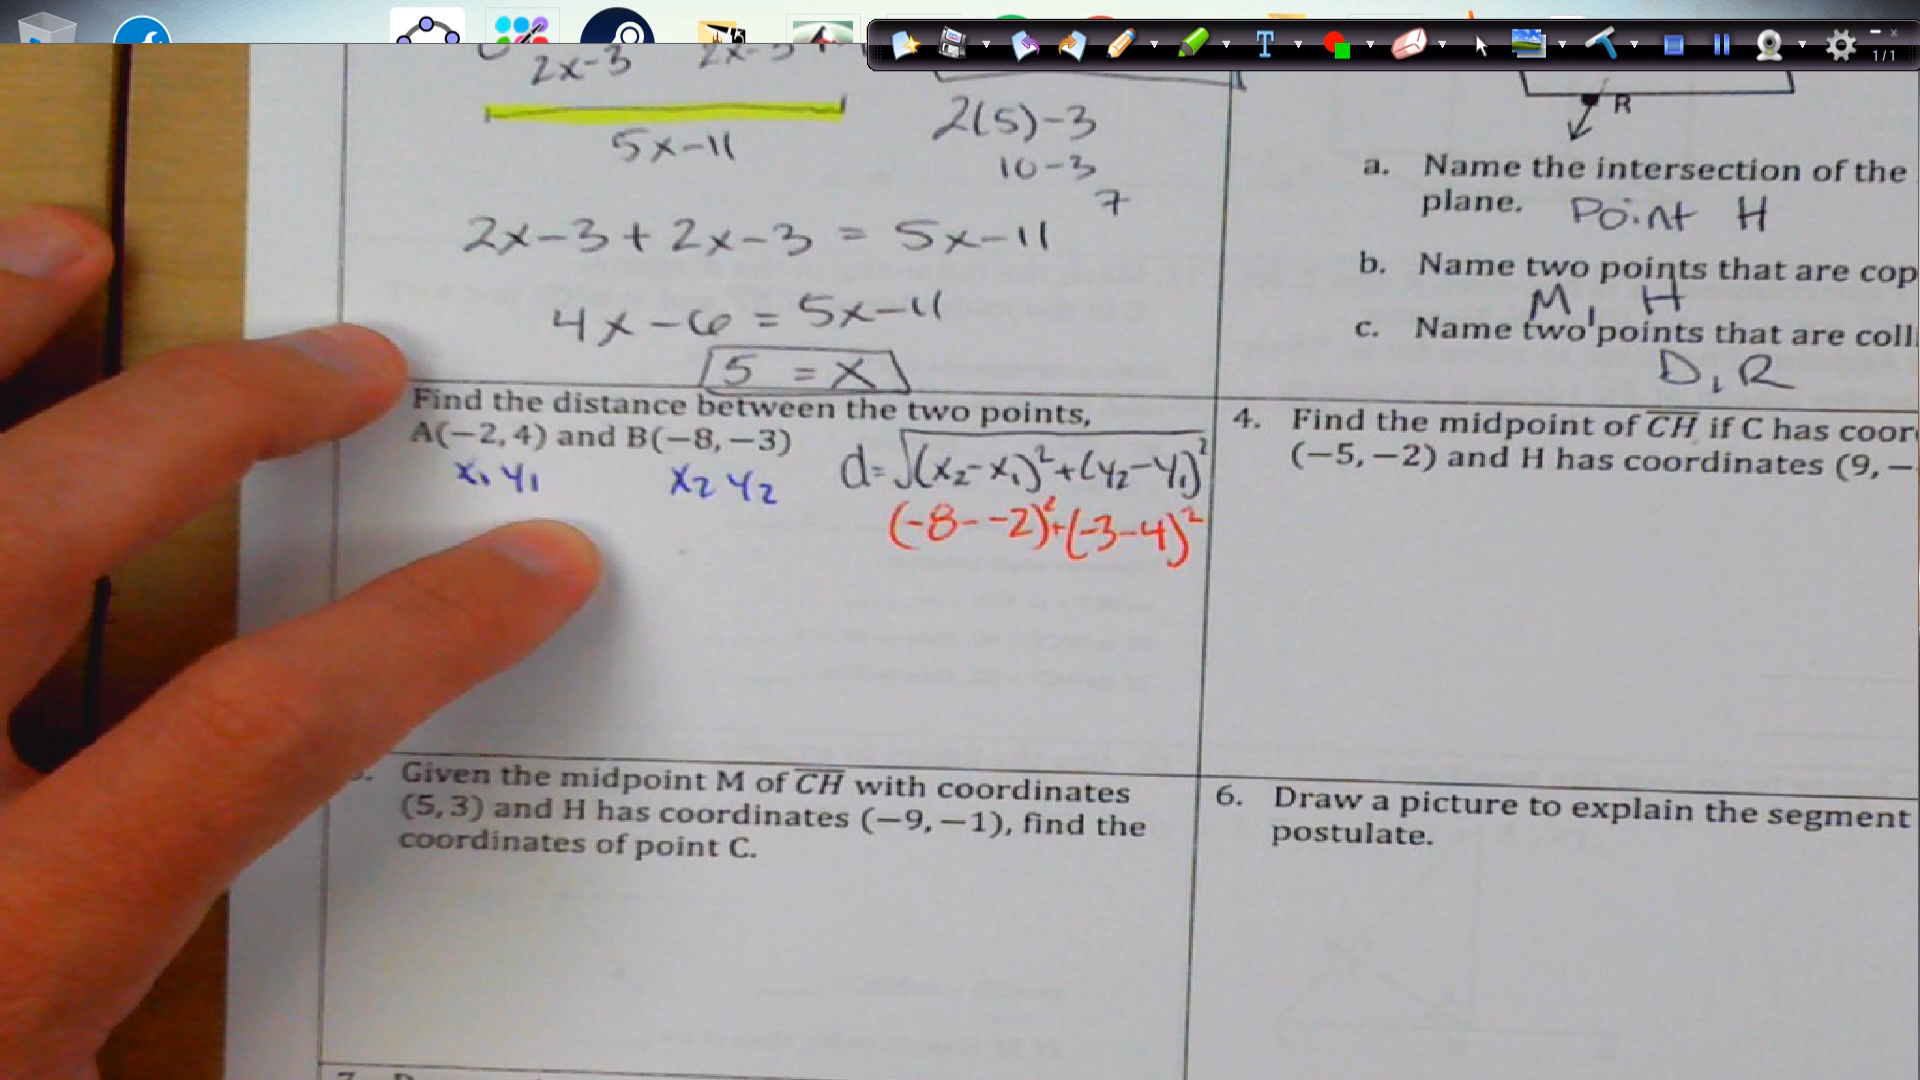 2x-3 2x-3
5x-11
2(5)-3
10-3
7
2x-3+2x-3 = 5x-11
4x-6 = 5x-11
5 = x
R
a. Name the intersection of the
plane. Point H
b. Name two points that are cop
M, H
c. Name two points that are colli
D, R
Find the distance between the two points,
A(−2, 4) and B(−8, −3)
x₁ y₁ x₂ y₂
d=√(x₂-x₁)²+(y₂-y₁)²
(-8--2)²+(-3-4)²
4. Find the midpoint of CH if C has coor
(−5, −2) and H has coordinates (9, −
Given the midpoint M of CH with coordinates
(5, 3) and H has coordinates (−9, −1), find the
coordinates of point C.
6. Draw a picture to explain the segment
postulate.
T
1/1